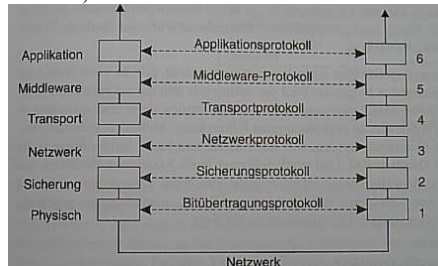 Applikation Applikationsprotokoll 6
Middleware Middleware-Protokoll 5
Transport Transportprotokoll 4
Netzwerk Netzwerkprotokoll 3
Sicherung Sicherungsprotokoll 2
Physisch Bitübertragungsprotokoll 1
Netzwerk